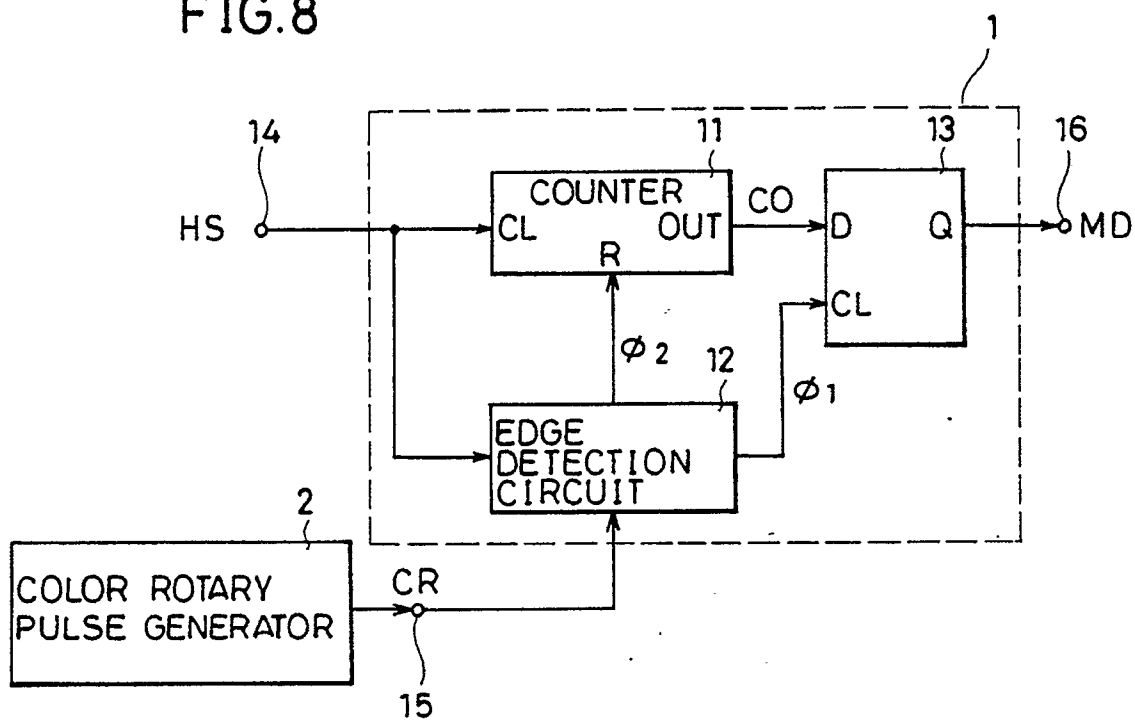 FIG.8
1
14
11
13
16
COUNTER
CO
HS
CL
OUT
D
Q
MD
R
CL
φ2
12
φ1
EDGE
DETECTION
CIRCUIT
2
COLOR ROTARY
PULSE GENERATOR
CR
15